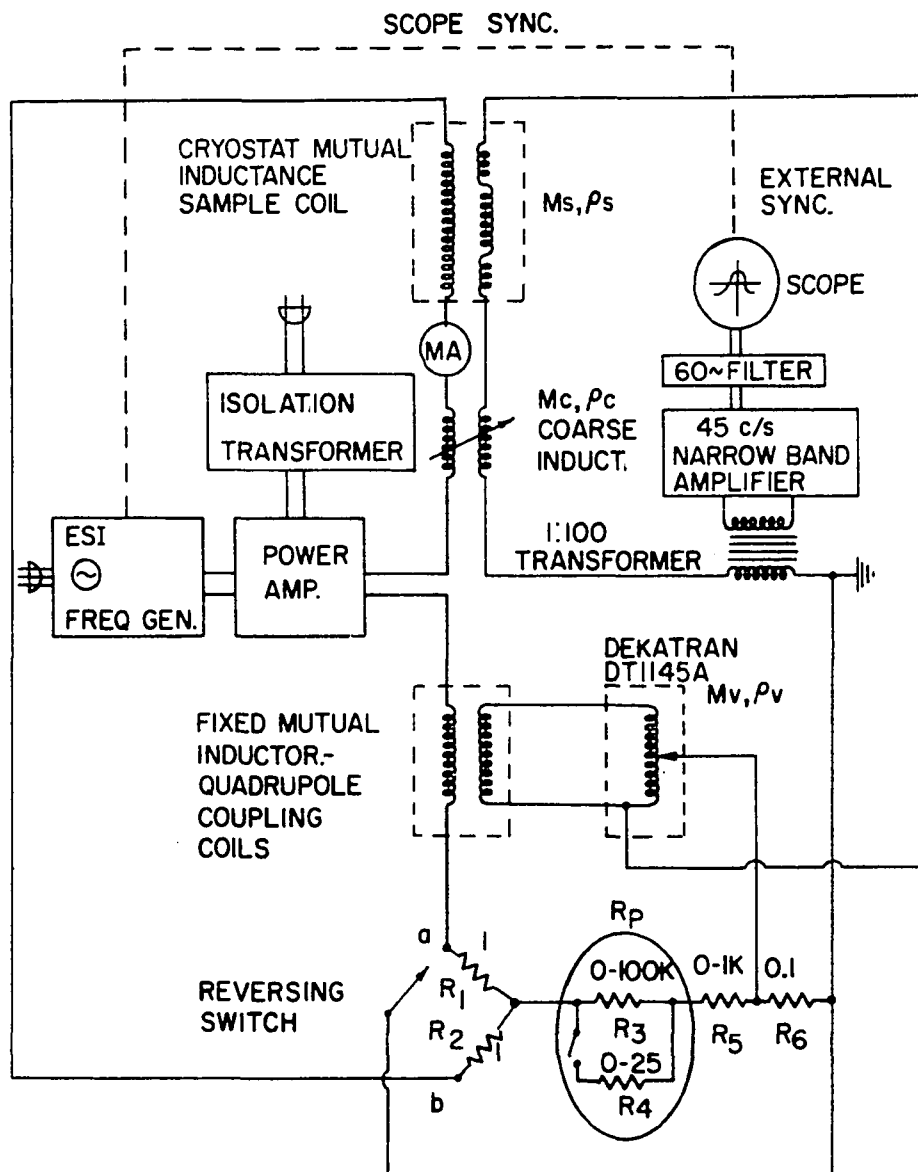 SCOPE SYNC.
CRYOSTAT MUTUAL
INDUCTANCE
SAMPLE COIL
Ms, ρs
EXTERNAL
SYNC.
SCOPE
MA
60~FILTER
ISOLATION
TRANSFORMER
Mc, ρc
COARSE
INDUCT.
45 c/s
NARROW BAND
AMPLIFIER
1:100
TRANSFORMER
ESI
FREQ GEN.
POWER
AMP.
DEKATRAN
DT1145A
Mv, ρv
FIXED MUTUAL
INDUCTOR.-
QUADRUPOLE
COUPLING
COILS
a
1
R1
RP
0-100K
0-1K
0.1
REVERSING
SWITCH
R2
1
R3
R5
R6
0-25
R4
b